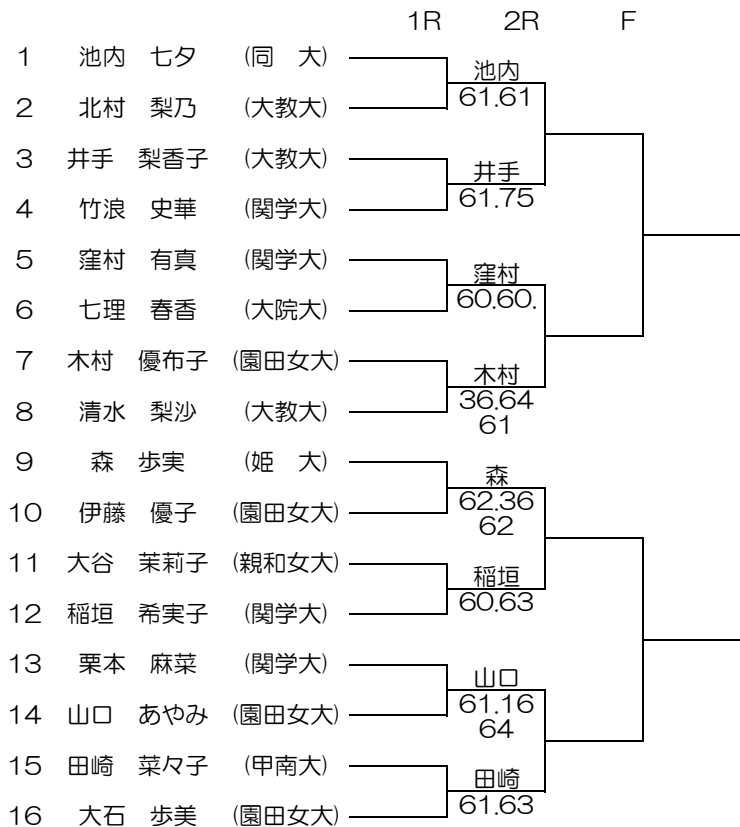 1R 2R F
1 池内 七夕 (同 大)
池内
61.61
2 北村 梨乃 (大教大)
3 井手 梨香子 (大教大)
井手
61.75
4 竹浪 史華 (関学大)
5 窪村 有真 (関学大)
窪村
60.60.
6 七理 春香 (大院大)
7 木村 優布子 (園田女大)
木村
36.64
61
8 清水 梨沙 (大教大)
9 森 歩実 (姫 大)
森
62.36
62
10 伊藤 優子 (園田女大)
11 大谷 茉莉子 (親和女大)
稲垣
60.63
12 稲垣 希実子 (関学大)
13 栗本 麻菜 (関学大)
山口
61.16
64
14 山口 あやみ (園田女大)
15 田崎 菜々子 (甲南大)
田崎
61.63
16 大石 歩美 (園田女大)